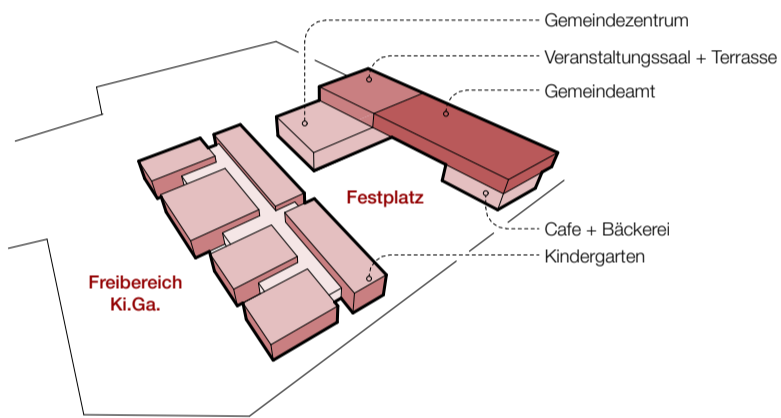 Gemeindezentrum
Veranstaltungssaal + Terrasse
Gemeindeamt
Festplatz
Cafe + Bäckerei
Kindergarten
Freibereich
Ki.Ga.